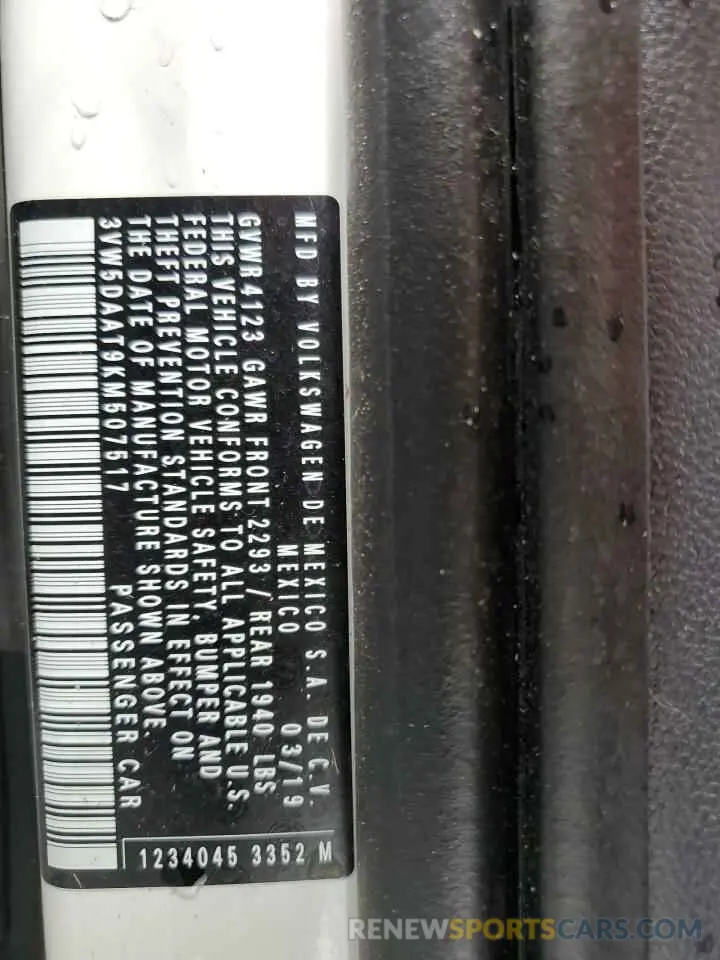 MFD BY VOLKSWAGEN DE MEXICO S.A. DE C.V.
MEXICO 03/19
GVWR 4123 GAWR FRONT 2293 / REAR 1940 LBS
THIS VEHICLE CONFORMS TO ALL APPLICABLE U.S.
FEDERAL MOTOR VEHICLE SAFETY, BUMPER AND
THEFT PREVENTION STANDARDS IN EFFECT ON
THE DATE OF MANUFACTURE SHOWN ABOVE.
3VW5DAAT9KM507517 PASSENGER CAR
1234045 3352 M
RENEWSPORTSCARS.COM